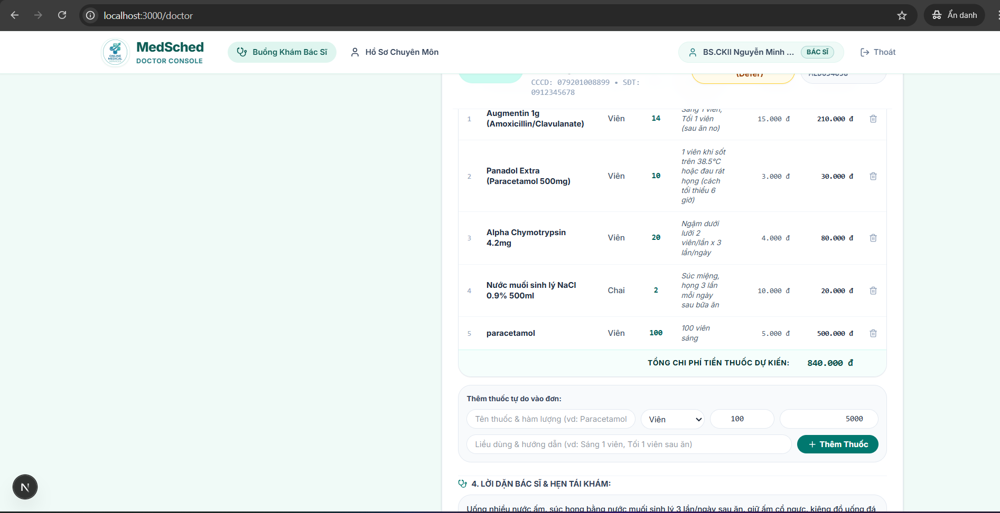 localhost:3000/doctor
Ẩn danh
ONLINE
MEDICAL
SERVICES
MedSched
DOCTOR CONSOLE
Buồng Khám Bác Sĩ
Hồ Sơ Chuyên Môn
BS.CKII Nguyễn Minh ...
BÁC SĨ
Thoát
CCCD: 079201008899 • SĐT:
0912345678
(Defer)
1
Augmentin 1g
(Amoxicillin/Clavulanate)
Viên
14
Sáng 1 viên,
Tối 1 viên
(sau ăn no)
15.000 đ
210.000 đ
2
Panadol Extra
(Paracetamol 500mg)
Viên
10
1 viên khi sốt
trên 38.5°C
hoặc đau rát
họng (cách
tối thiểu 6
giờ)
3.000 đ
30.000 đ
3
Alpha Chymotrypsin
4.2mg
Viên
20
Ngậm dưới
lưỡi 2
viên/lần x 3
lần/ngày
4.000 đ
80.000 đ
4
Nước muối sinh lý NaCl
0.9% 500ml
Chai
2
Súc miệng,
họng 3 lần
mỗi ngày
sau bữa ăn
10.000 đ
20.000 đ
5
paracetamol
Viên
100
100 viên
sáng
5.000 đ
500.000 đ
TỔNG CHI PHÍ TIỀN THUỐC DỰ KIẾN:
840.000 đ
Thêm thuốc tự do vào đơn:
Tên thuốc & hàm lượng (vd: Paracetamol
Viên
100
5000
Liều dùng & hướng dẫn (vd: Sáng 1 viên, Tối 1 viên sau ăn)
+ Thêm Thuốc
N
4. LỜI DẶN BÁC SĨ & HẸN TÁI KHÁM:
Uống nhiều nước ấm, súc họng bằng nước muối sinh lý 3 lần/ngày sau ăn, giữ ấm cổ ngực, kiêng đồ uống đá